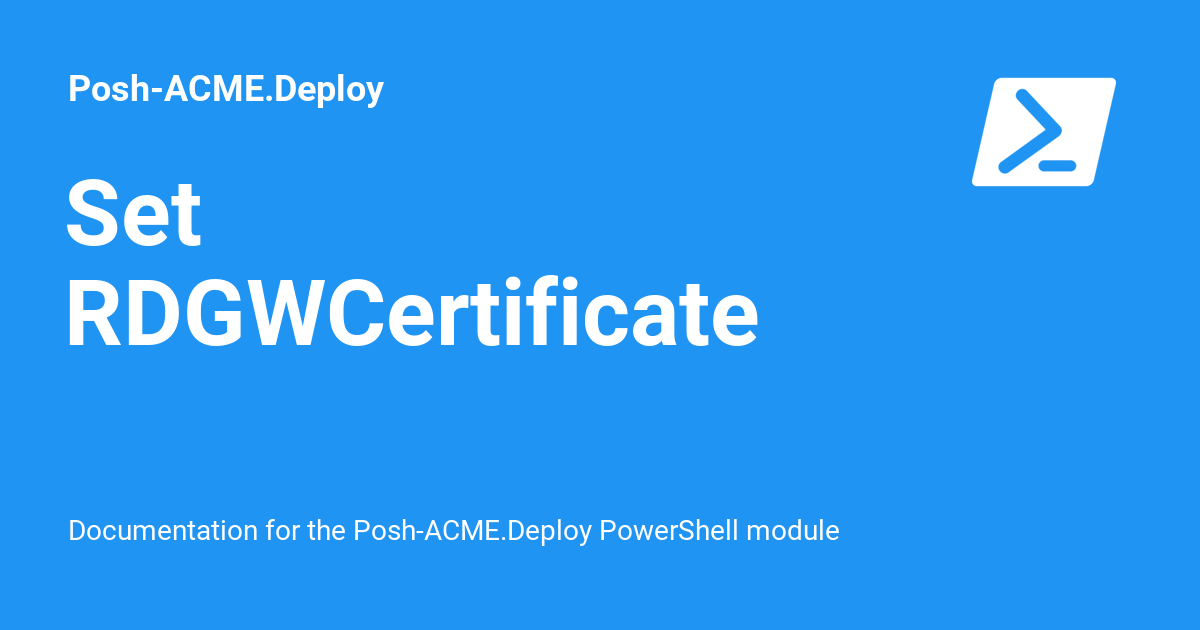 Posh-ACME.Deploy
Set
RDGWCertificate
Documentation for the Posh-ACME.Deploy PowerShell module